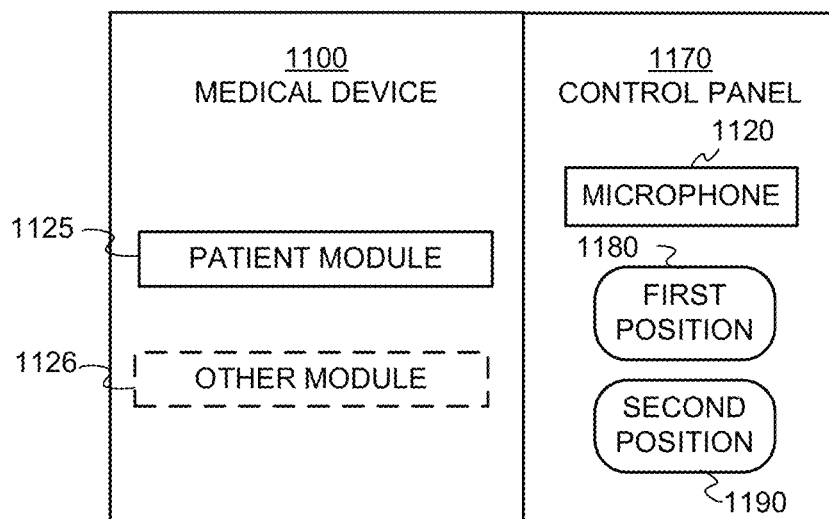 1100
MEDICAL DEVICE
1125
PATIENT MODULE
1126
OTHER MODULE
1170
CONTROL PANEL
1120
MICROPHONE
1180
FIRST
POSITION
SECOND
POSITION
1190